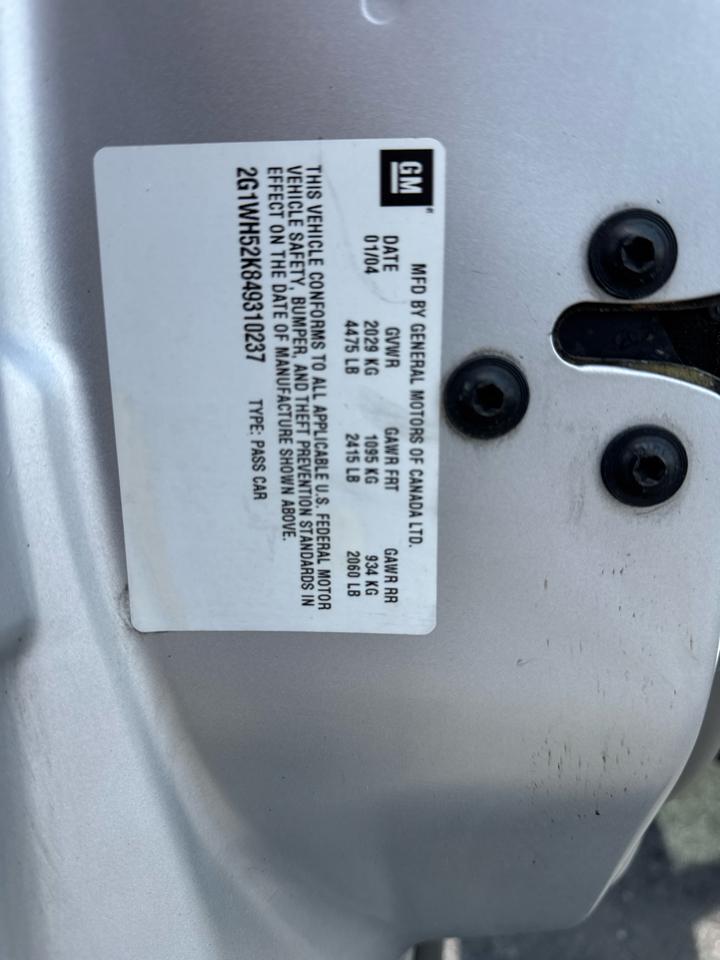 GM
MFD BY GENERAL MOTORS OF CANADA LTD.
DATE GVWR GAWR FRT GAWR RR
01/04 2029 KG 1095 KG 934 KG
4475 LB 2415 LB 2060 LB
THIS VEHICLE CONFORMS TO ALL APPLICABLE U.S. FEDERAL MOTOR
VEHICLE SAFETY, BUMPER, AND THEFT PREVENTION STANDARDS IN
EFFECT ON THE DATE OF MANUFACTURE SHOWN ABOVE.
2G1WH52K849310237 TYPE: PASS CAR